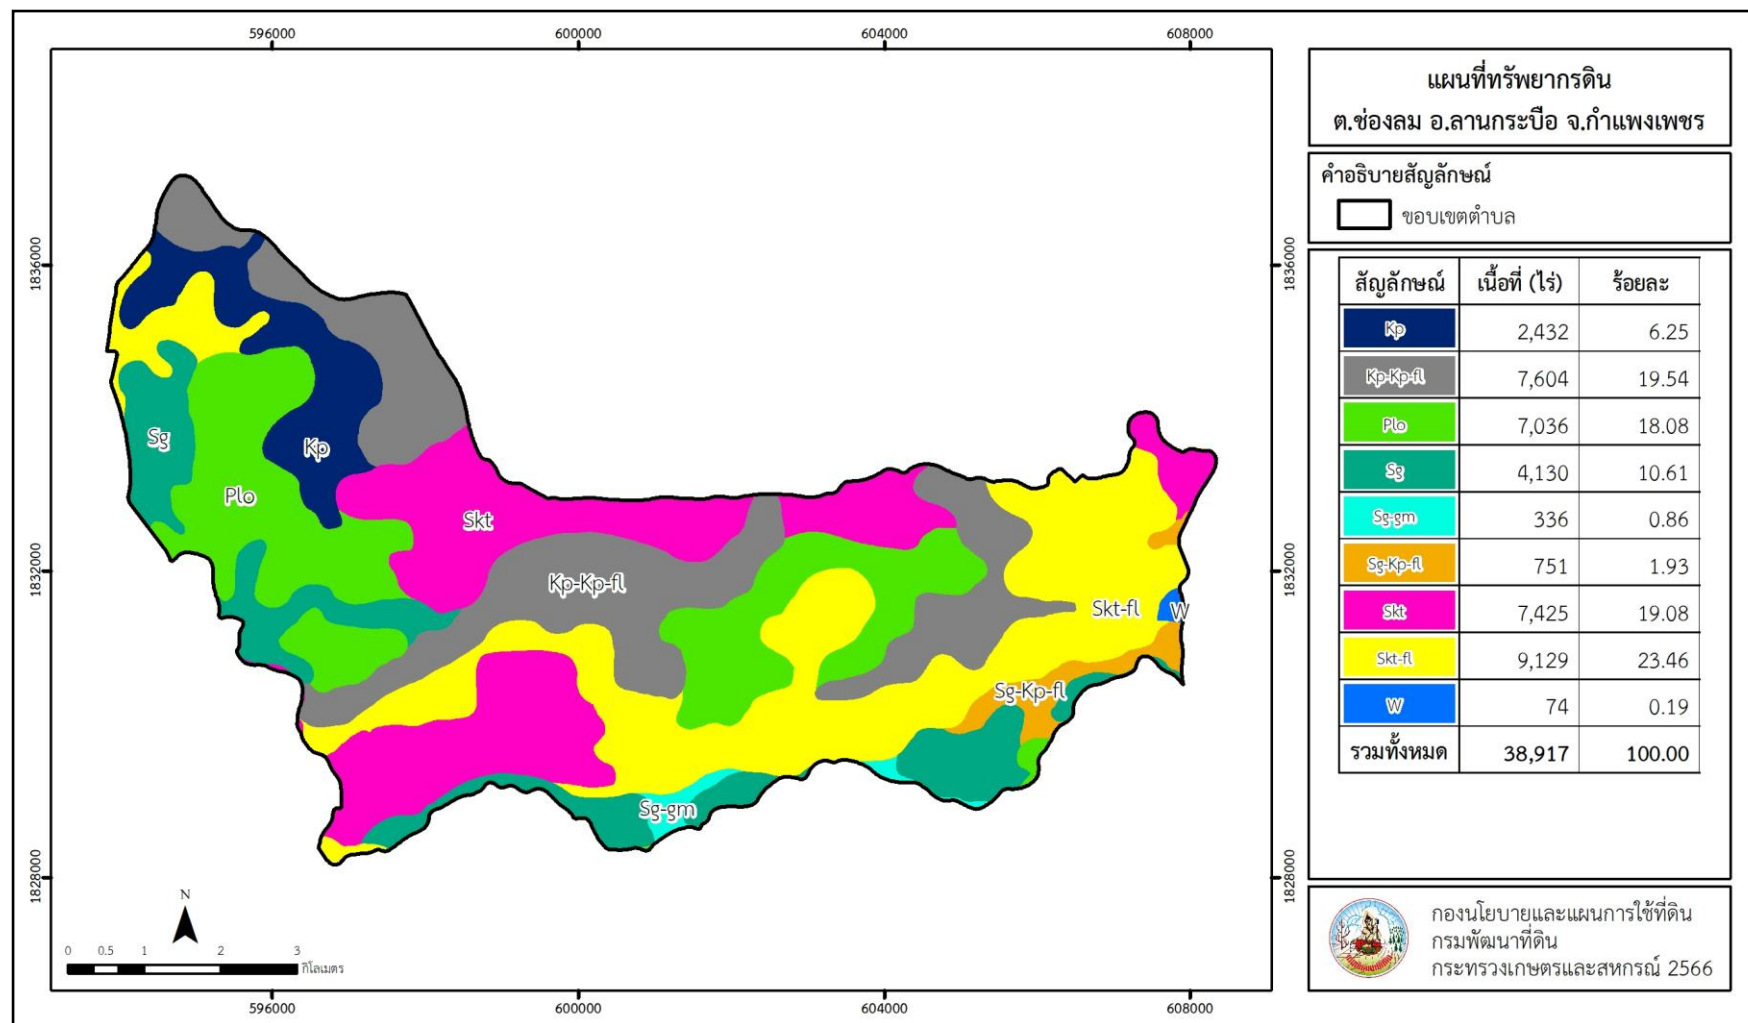 596000
600000
604000
608000
1836000
1832000
1828000
Sg
Kp
Plo
Skt
Kp-Kp-fl
Skt-fl
W
Sg-Kp-fl
Sg-gm
N
0 0.5 1 2 3
กิโลเมตร
596000
600000
604000
608000
1836000
1832000
1828000
แผนที่ทรัพยากรดิน
ต.ช่องลม อ.ลานกระบือ จ.กำแพงเพชร
คำอธิบายสัญลักษณ์
ขอบเขตตำบล
สัญลักษณ์ เนื้อที่ (ไร่) ร้อยละ
Kp 2,432 6.25
Kp-Kp-fl 7,604 19.54
Plo 7,036 18.08
Sg 4,130 10.61
Sg-gm 336 0.86
Sg-Kp-fl 751 1.93
Skt 7,425 19.08
Skt-fl 9,129 23.46
W 74 0.19
รวมทั้งหมด 38,917 100.00
กองนโยบายและแผนการใช้ที่ดิน
กรมพัฒนาที่ดิน
กระทรวงเกษตรและสหกรณ์ 2566